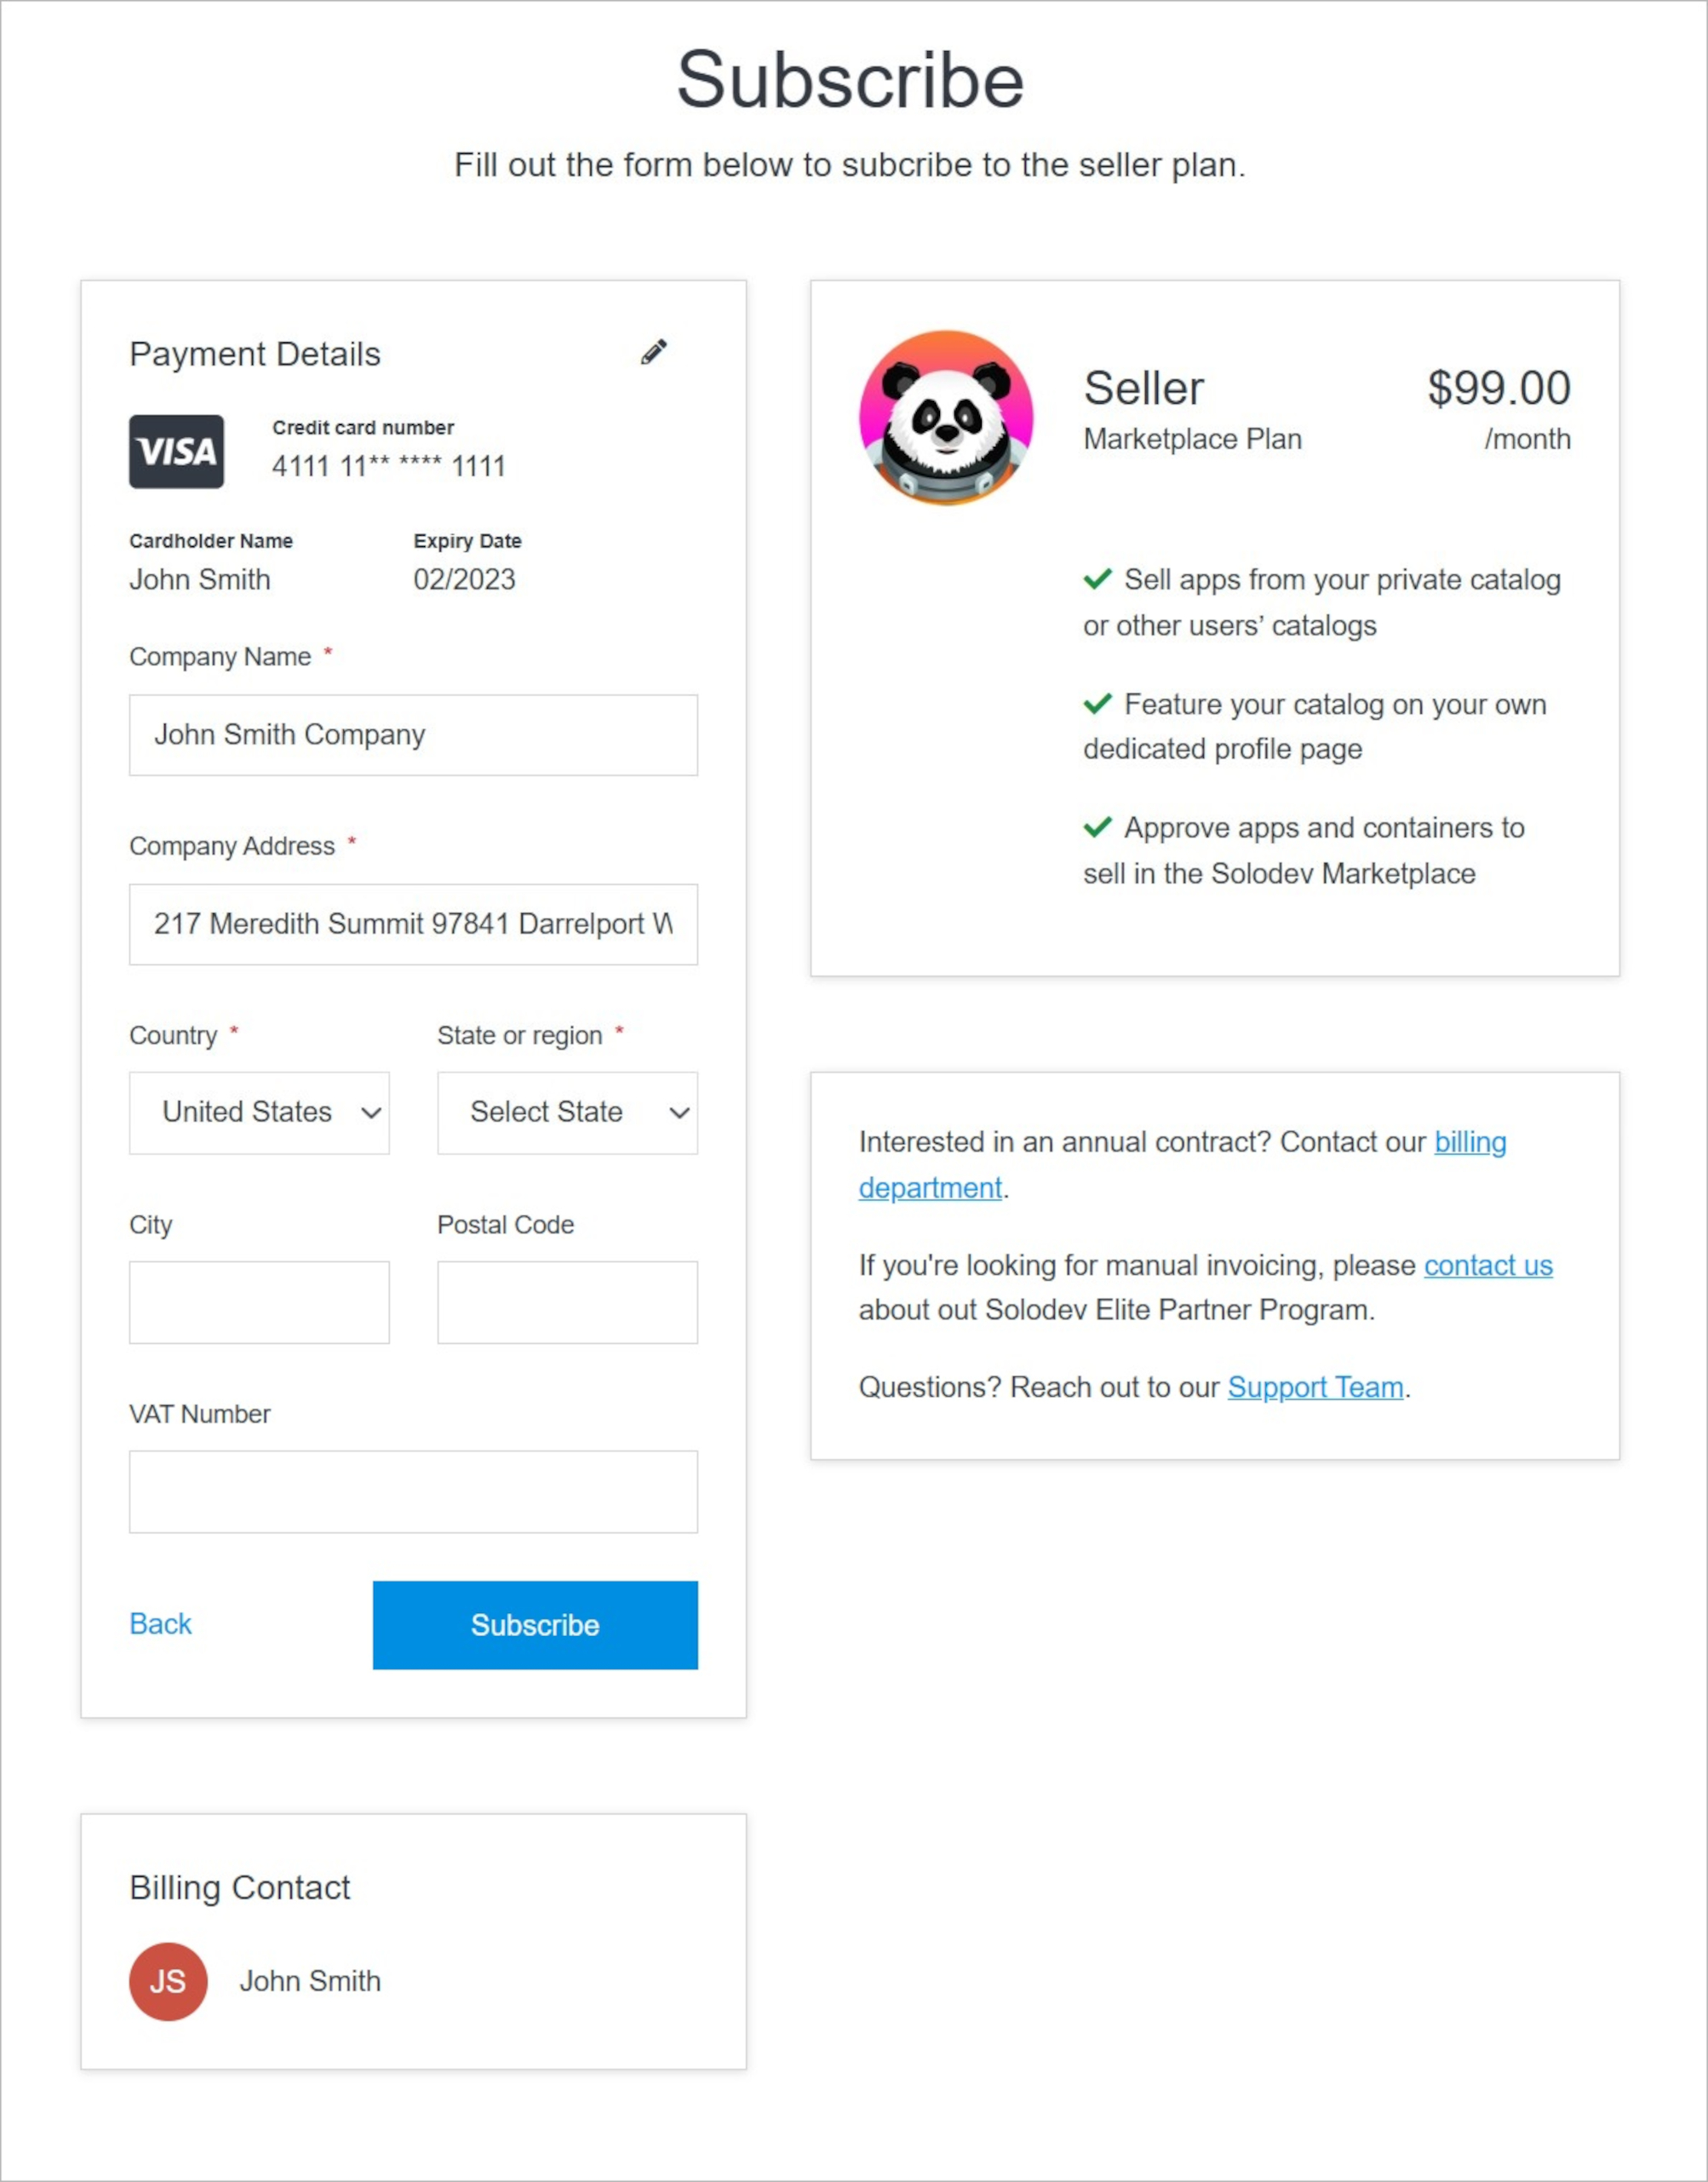 Subscribe
Fill out the form below to subcribe to the seller plan.
Payment Details
VISA
Credit card number
4111 11** **** 1111
Cardholder Name
John Smith
Expiry Date
02/2023
Company Name *
John Smith Company
Company Address *
217 Meredith Summit 97841 Darrelport
Country *
United States
State or region *
Select State
City
Postal Code
VAT Number
Back
Subscribe
Billing Contact
JS
John Smith
Seller
Marketplace Plan
$99.00
/month
Sell apps from your private catalog
or other users’ catalogs
Feature your catalog on your own
dedicated profile page
Approve apps and containers to
sell in the Solodev Marketplace
Interested in an annual contract? Contact our billing
department.
If you're looking for manual invoicing, please contact us
about out Solodev Elite Partner Program.
Questions? Reach out to our Support Team.